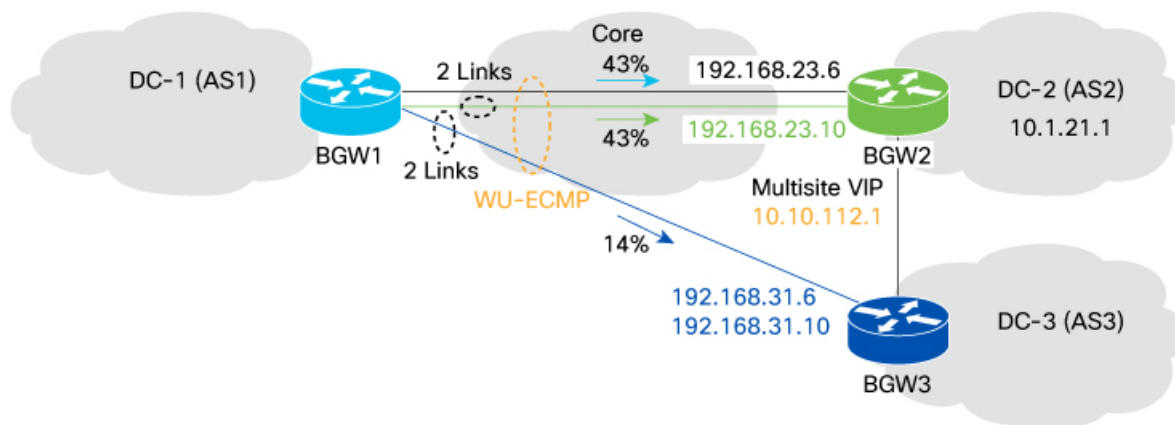 Core
DC-1 (AS1)
2 Links
43%
192.168.23.6
DC-2 (AS2)
43%
192.168.23.10
10.1.21.1
BGW1
BGW2
2 Links
WU-ECMP
Multisite VIP
10.10.112.1
14%
192.168.31.6
192.168.31.10
DC-3 (AS3)
BGW3